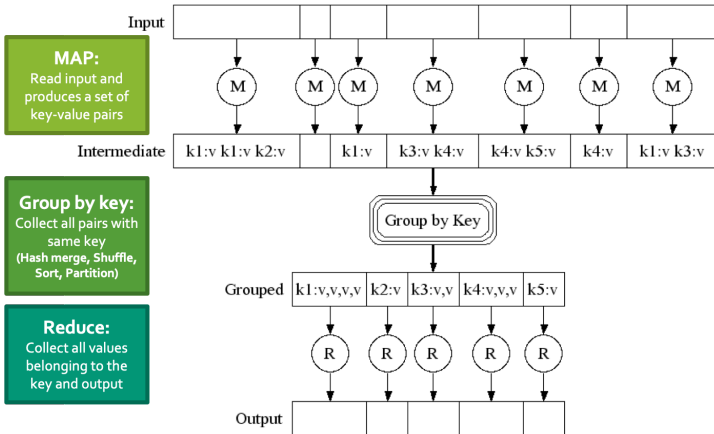 Input
MAP:
Read input and
produces a set of
key-value pairs
M M M M M M M
Intermediate k1:v k1:v k2:v k1:v k3:v k4:v k4:v k5:v k4:v k1:v k3:v
Group by key:
Collect all pairs with
same key
(Hash merge, Shuffle,
Sort, Partition)
Group by Key
Grouped k1:v,v,v,v k2:v k3:v,v k4:v,v,v k5:v
Reduce:
Collect all values
belonging to the
key and output
R R R R R
Output